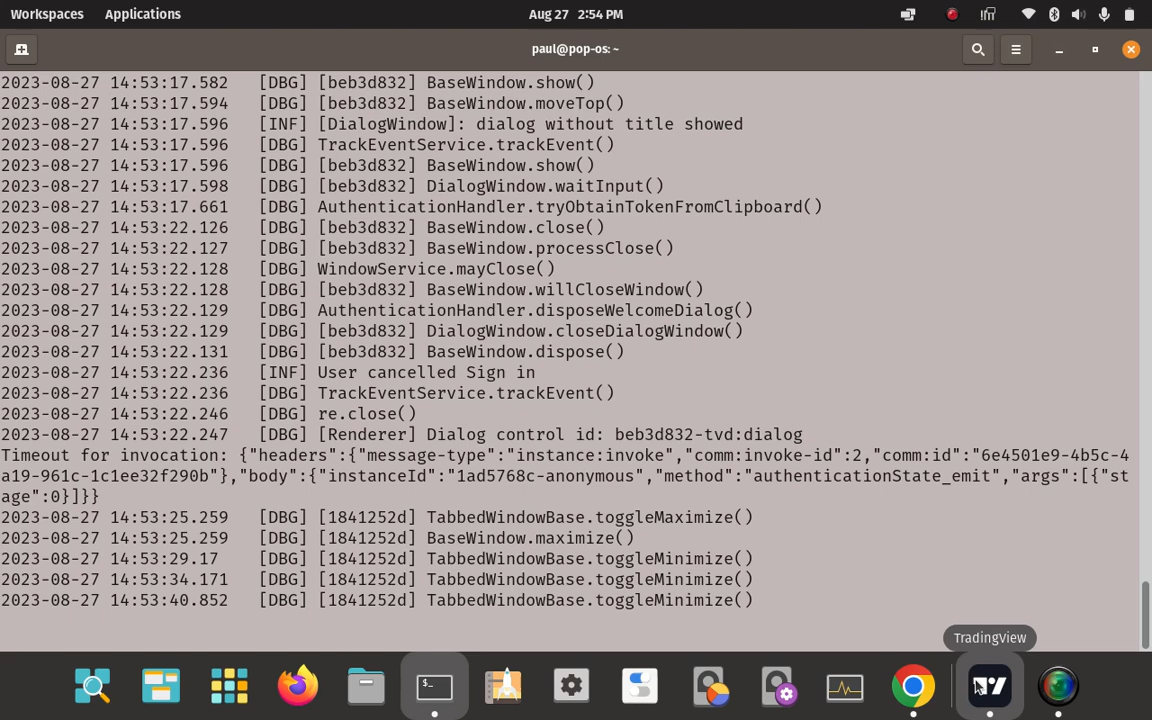 Workspaces Applications Aug 27 2:54 PM
paul@pop-os: ~
2023-08-27 14:53:17.582 [DBG] [beb3d832] BaseWindow.show()
2023-08-27 14:53:17.594 [DBG] [beb3d832] BaseWindow.moveTop()
2023-08-27 14:53:17.596 [INF] [DialogWindow]: dialog without title showed
2023-08-27 14:53:17.596 [DBG] TrackEventService.trackEvent()
2023-08-27 14:53:17.596 [DBG] [beb3d832] BaseWindow.show()
2023-08-27 14:53:17.598 [DBG] [beb3d832] DialogWindow.waitInput()
2023-08-27 14:53:17.661 [DBG] AuthenticationHandler.tryObtainTokenFromClipboard()
2023-08-27 14:53:22.126 [DBG] [beb3d832] BaseWindow.close()
2023-08-27 14:53:22.127 [DBG] [beb3d832] BaseWindow.processClose()
2023-08-27 14:53:22.128 [DBG] WindowService.mayClose()
2023-08-27 14:53:22.128 [DBG] [beb3d832] BaseWindow.willCloseWindow()
2023-08-27 14:53:22.129 [DBG] AuthenticationHandler.disposeWelcomeDialog()
2023-08-27 14:53:22.129 [DBG] [beb3d832] DialogWindow.closeDialogWindow()
2023-08-27 14:53:22.131 [DBG] [beb3d832] BaseWindow.dispose()
2023-08-27 14:53:22.236 [INF] User cancelled Sign in
2023-08-27 14:53:22.236 [DBG] TrackEventService.trackEvent()
2023-08-27 14:53:22.246 [DBG] re.close()
2023-08-27 14:53:22.247 [DBG] [Renderer] Dialog control id: beb3d832-tvd:dialog
Timeout for invocation: {"headers":{"message-type":"instance:invoke","comm:invoke-id":2,"comm:id":"6e4501e9-4b5c-4
a19-961c-1c1ee32f290b"},"body":{"instanceId":"1ad5768c-anonymous","method":"authenticationState_emit","args":[{"st
age":0}]}}
2023-08-27 14:53:25.259 [DBG] [1841252d] TabbedWindowBase.toggleMaximize()
2023-08-27 14:53:25.259 [DBG] [1841252d] BaseWindow.maximize()
2023-08-27 14:53:29.17 [DBG] [1841252d] TabbedWindowBase.toggleMinimize()
2023-08-27 14:53:34.171 [DBG] [1841252d] TabbedWindowBase.toggleMinimize()
2023-08-27 14:53:40.852 [DBG] [1841252d] TabbedWindowBase.toggleMinimize()
TradingView